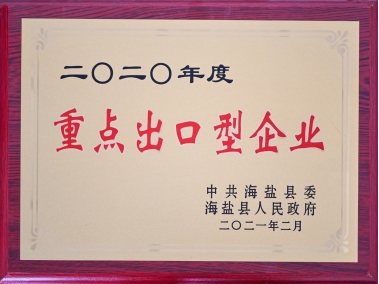 二〇二〇年度
重点出口型企业
中共海盐县委
海盐县人民政府
二〇二一年二月